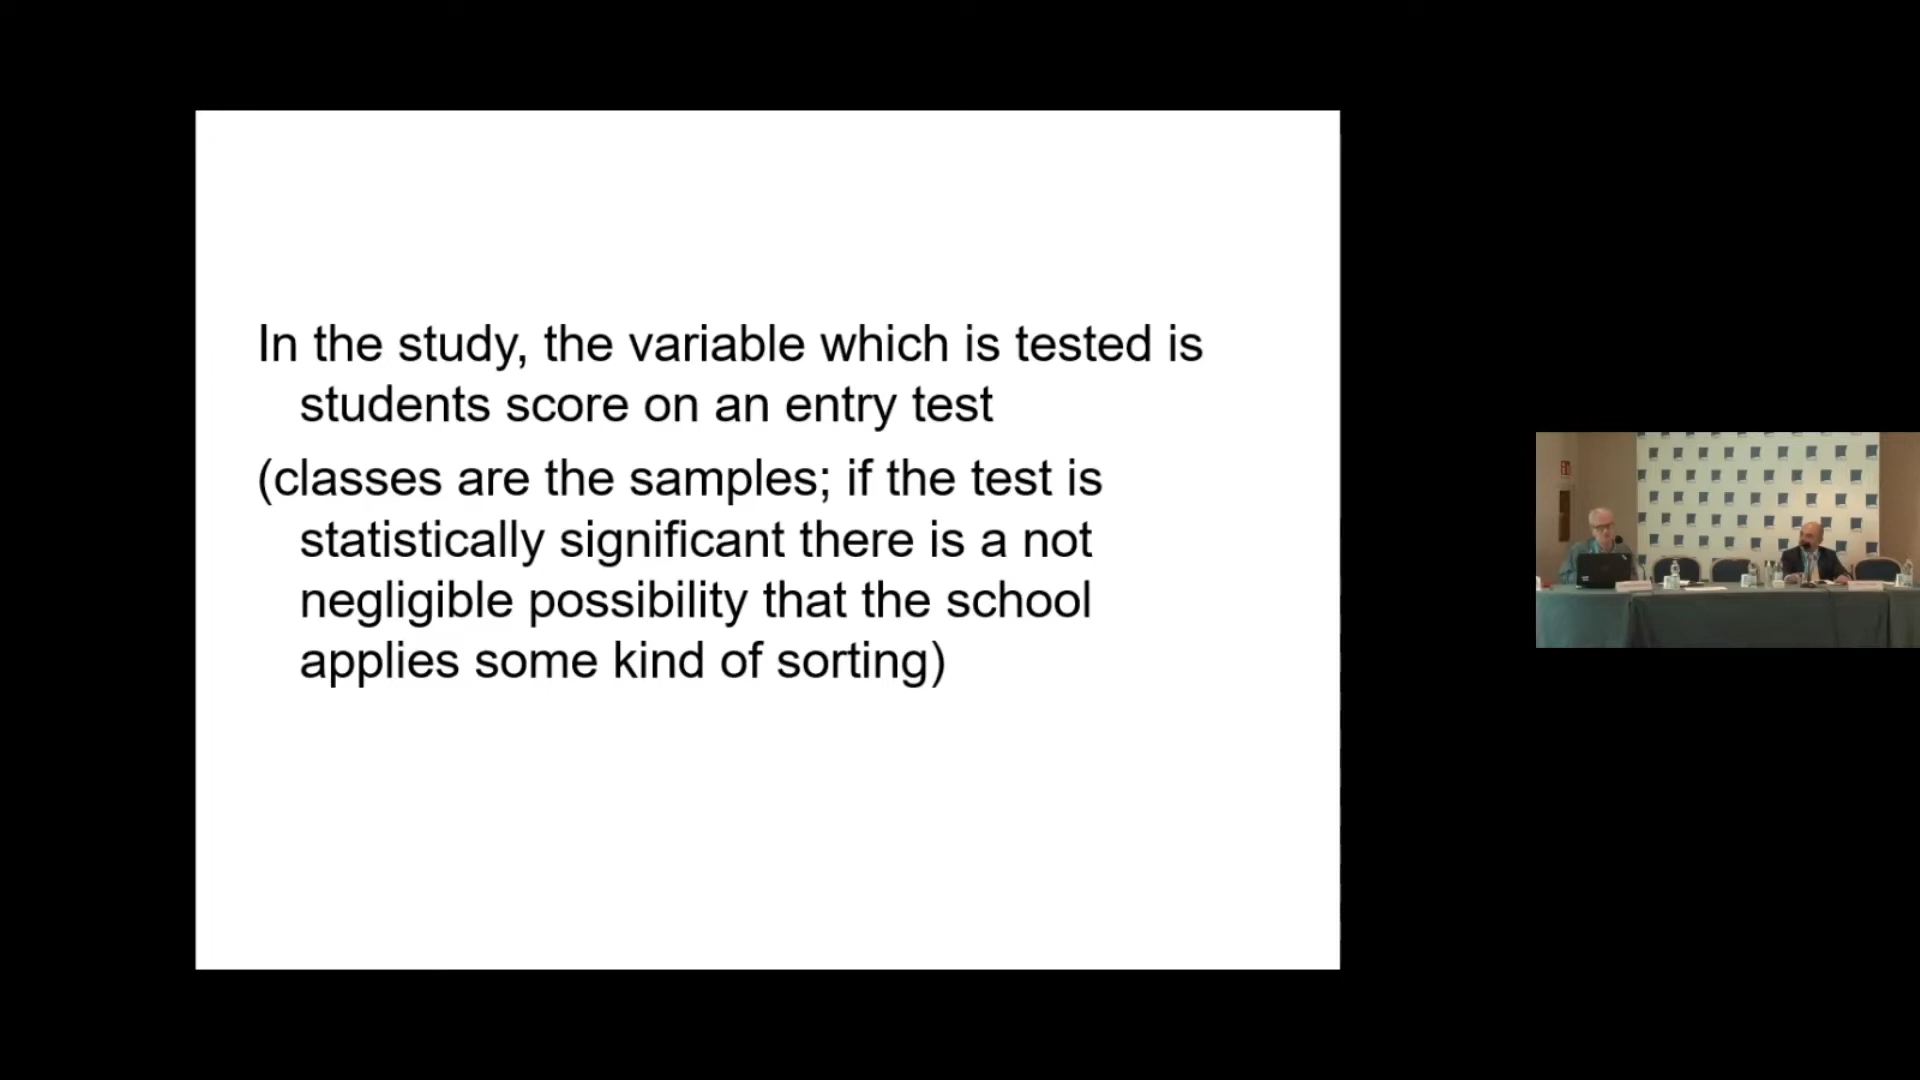 In the study, the variable which is tested is
students score on an entry test
(classes are the samples; if the test is
statistically significant there is a not
negligible possibility that the school
applies some kind of sorting)